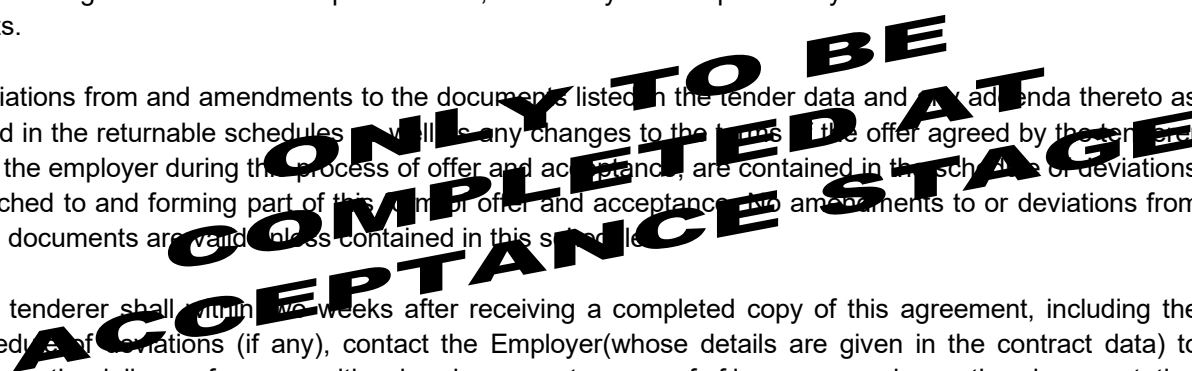 ts.
iations from and amendments to the documents listed in the tender data and any addenda thereto as
d in the returnable schedules as well as any changes to the terms of the offer agreed by the tenderer
the employer during this process of offer and acceptance, are contained in the schedule of deviations
ched to and forming part of this form of offer and acceptance. No amendments to or deviations from
documents are valid unless contained in this schedule.
tenderer shall within two weeks after receiving a completed copy of this agreement, including the
edule of deviations (if any), contact the Employer(whose details are given in the contract data) to
ONLY TO BE
COMPLETED AT
ACCEPTANCE STAGE